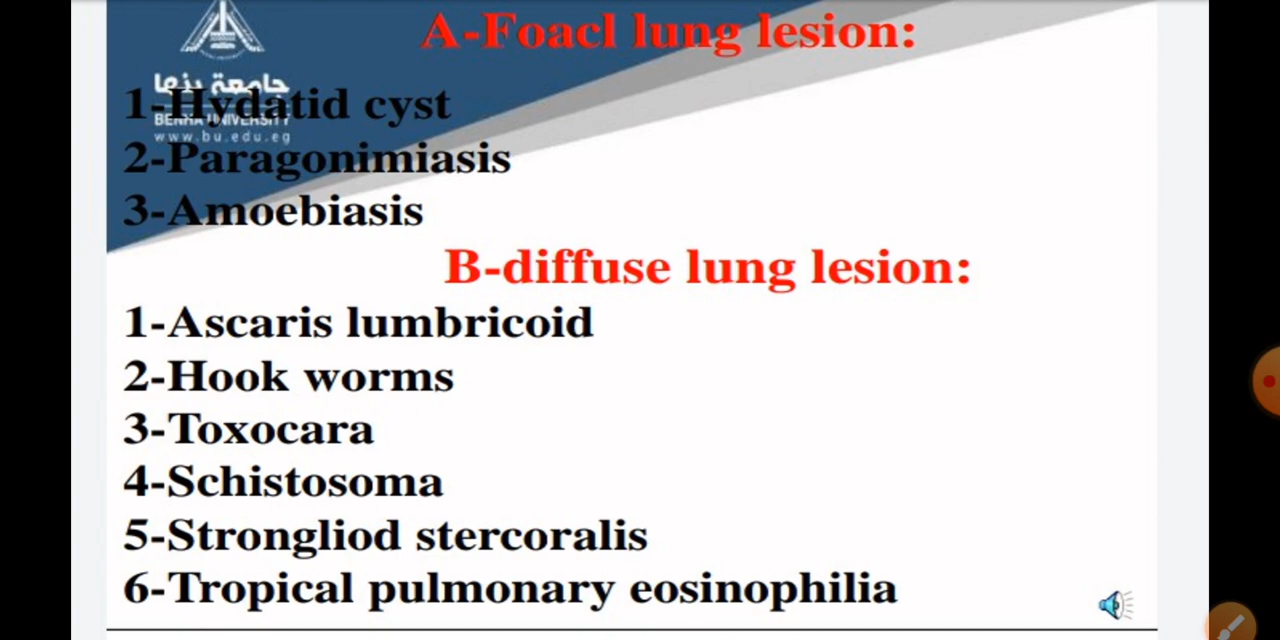 A-Foacl lung lesion:
جامعة بنها
1-Hydatid cyst
BENHA UNIVERSITY
www.bu.edu.eg
2-Paragonimiasis
3-Amoebiasis
B-diffuse lung lesion:
1-Ascaris lumbricoid
2-Hook worms
3-Toxocara
4-Schistosoma
5-Strongliod stercoralis
6-Tropical pulmonary eosinophilia